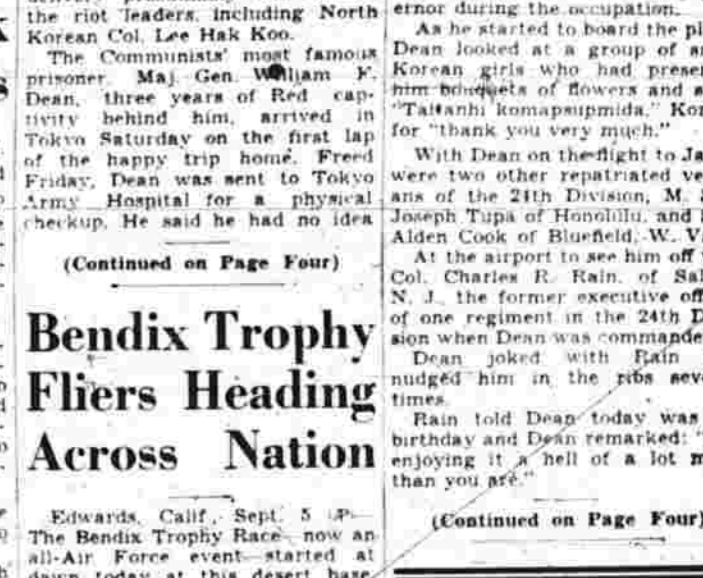 the riot leaders, including North
Korean Col. Lee Hak Koo.
The Communists' most famous
prisoner, Maj. Gen. William F.
Dean, three years of Red cap-
tivity behind him, arrived in
Tokyo Saturday on the first lap
of the happy trip home. Freed
Friday, Dean was sent to Tokyo
Army Hospital for a physical
checkup. He said he had no idea
(Continued on Page Four)
Bendix Trophy
Fliers Heading
Across Nation
Edwards, Calif., Sept. 5
The Bendix Trophy Race now an
all-Air Force event started at
dawn today at this desert base
ernor during the occupation.
As he started to board the
Dean looked at a group of
Korean girls who had
him bouquets of flowers and
"Taitanhi komapsupmida,"
for "thank you very much."
With Dean on the flight to
were two other repatriated
ans of the 24th Division, M.
Joseph Tupa of Honolulu, and
Alden Cook of Bluefield, W.
At the airport to see him off
Col. Charles R. Rain, of
N. J., the former executive
of one regiment in the 24th
sion when Dean was
Dean joked with Rain
nudged him in the ribs
times.
Rain told Dean today was
birthday and Dean remarked:
enjoying it a hell of a lot
than you are."
(Continued on Page Four)